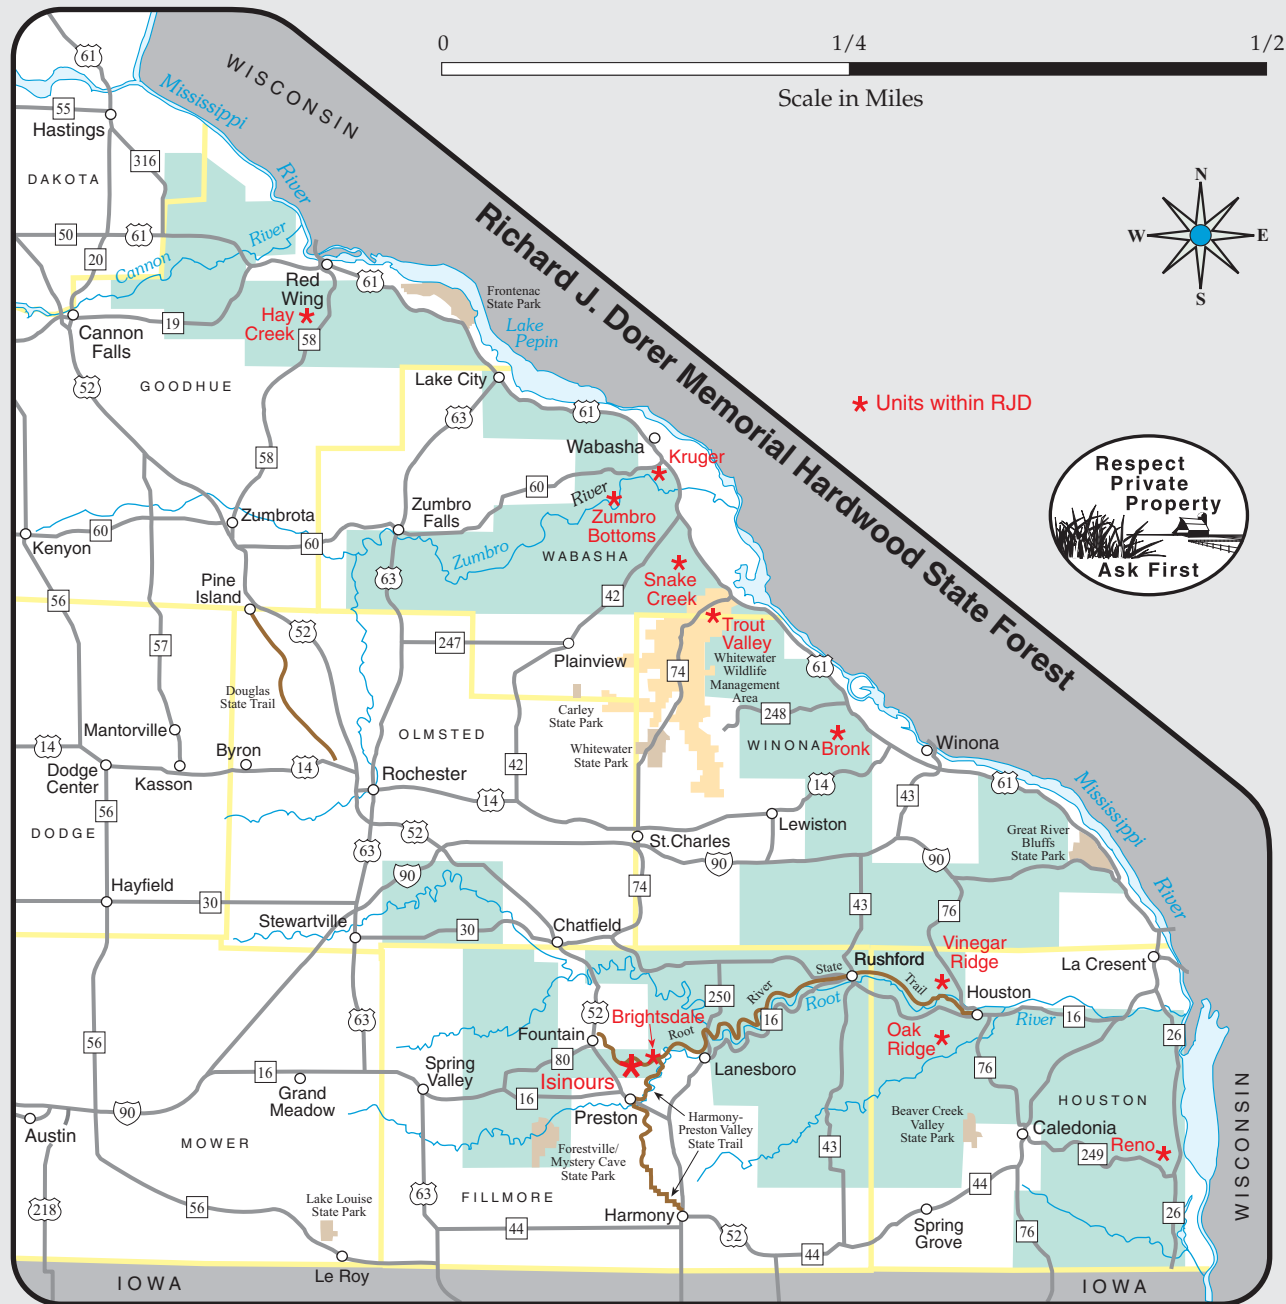 0
1/4
1/2
Scale in Miles
WISCONSIN
61
55
Hastings
316
DAKOTA
Mississippi
River
N
W
E
S
50
61
20
Cannon
River
Red
Wing
61
Hay
Creek
58
Cannon
Falls
19
Frontenac
State Park
Lake
Pepin
Richard J. Dorer Memorial Hardwood State Forest
52
GOODHUE
Lake City
63
61
Units within RJD
Wabasha
Kruger
58
60
River
Zumbro
Bottoms
Zumbro
Falls
Respect
Private
Property
Ask First
Zumbrota
60
60
Kenyon
Zumbro
WABASHA
Snake
Creek
Pine
Island
63
42
56
52
57
247
Plainview
Trout
Valley
74
Whitewater
Wildlife
Management
Area
61
Douglas
State Trail
Carley
State Park
248
Mantorville
OLMSTED
Whitewater
State Park
WINONA
Bronk
Winona
14
Byron
14
Dodge
Center
Kasson
Rochester
42
14
14
43
61
Mississippi
River
56
DODGE
52
Lewiston
St.Charles
Great River
Bluffs
State Park
63
90
90
90
Hayfield
30
74
43
76
Stewartville
30
Chatfield
Vinegar
Ridge
La Cresent
State
Rushford
Trail
Houston
250
River
Root
16
Root
Brightsdale
52
63
Fountain
80
Oak
Ridge
River
16
26
56
Isinours
Lanesboro
16
Grand
Meadow
Spring
Valley
16
Preston
76
HOUSTON
90
Austin
Harmony-
Preston Valley
State Trail
Beaver Creek
Valley
State Park
Caledonia
249
Reno
MOWER
Forestville/
Mystery Cave
State Park
43
WISCONSIN
218
56
Lake Louise
State Park
63
FILLMORE
44
Harmony
52
44
44
Spring
Grove
76
26
Le Roy
IOWA
IOWA